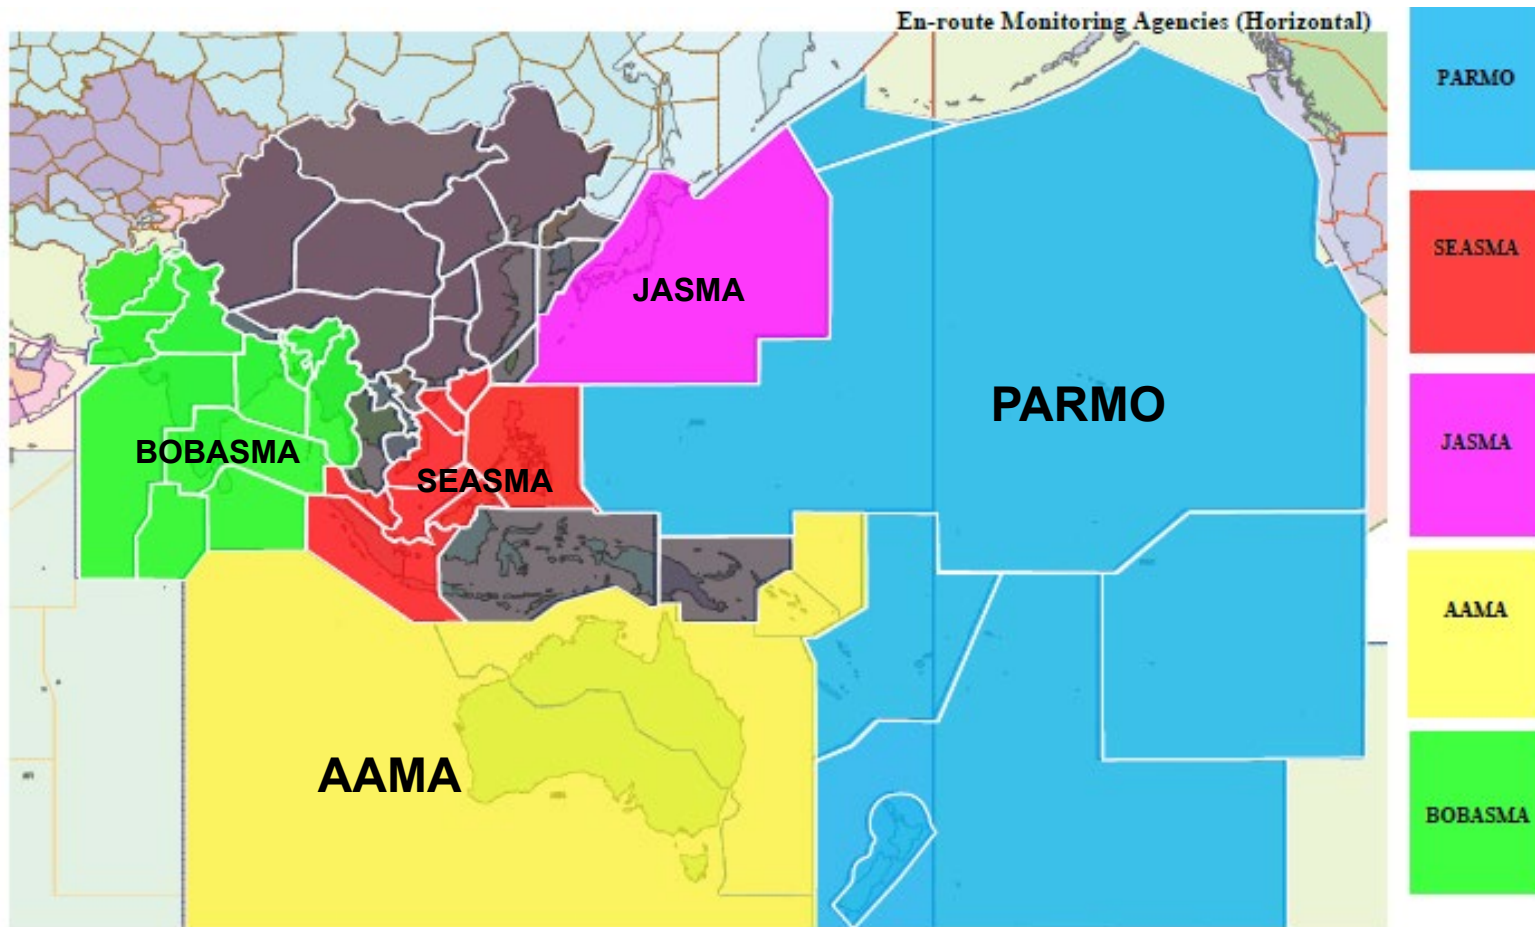 En-route Monitoring Agencies (Horizontal)
PARMO
SEASMA
JASMA
AAMA
BOBASMA
JASMA
PARMO
BOBASMA
SEASMA
AAMA